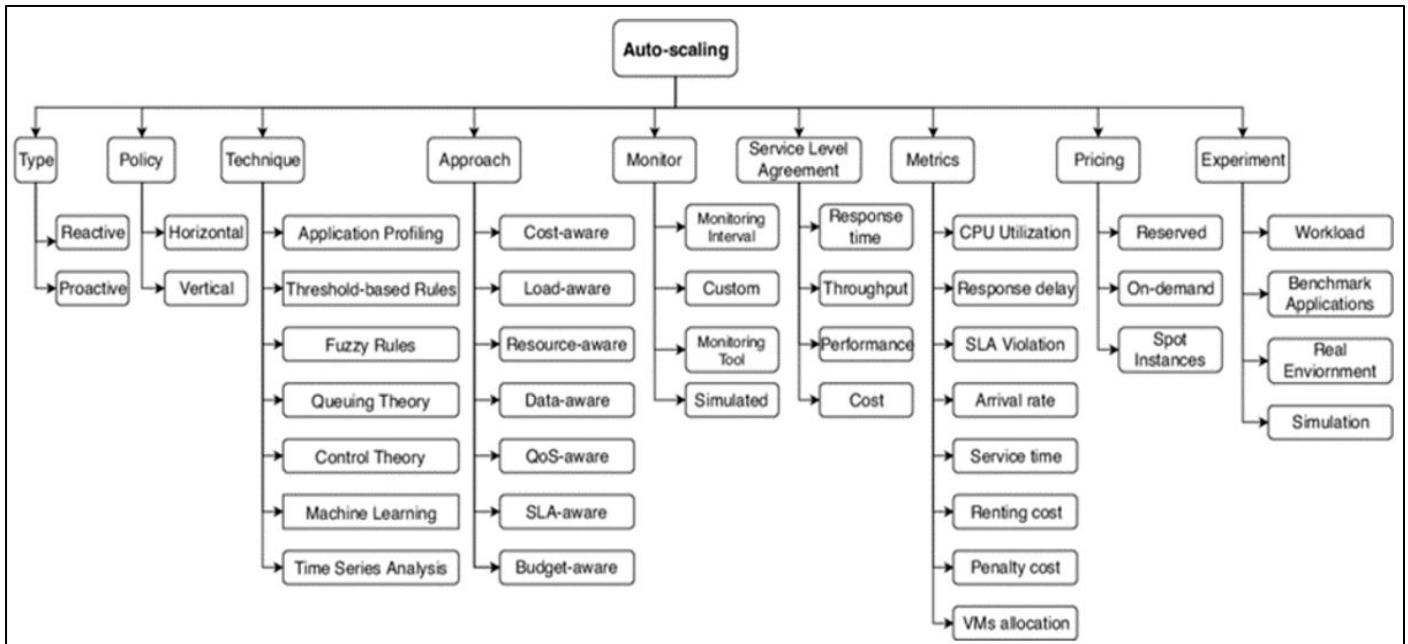 Auto-scaling
Type
Policy
Technique
Approach
Monitor
Service Level
Agreement
Metrics
Pricing
Experiment
Reactive
Proactive
Horizontal
Vertical
Application Profiling
Threshold-based Rules
Fuzzy Rules
Queuing Theory
Control Theory
Machine Learning
Time Series Analysis
Cost-aware
Load-aware
Resource-aware
Data-aware
QoS-aware
SLA-aware
Budget-aware
Monitoring
Interval
Custom
Monitoring
Tool
Simulated
Response
time
Throughput
Performance
Cost
CPU Utilization
Response delay
SLA Violation
Arrival rate
Service time
Renting cost
Penalty cost
VMs allocation
Reserved
On-demand
Spot
Instances
Workload
Benchmark
Applications
Real
Enviornment
Simulation